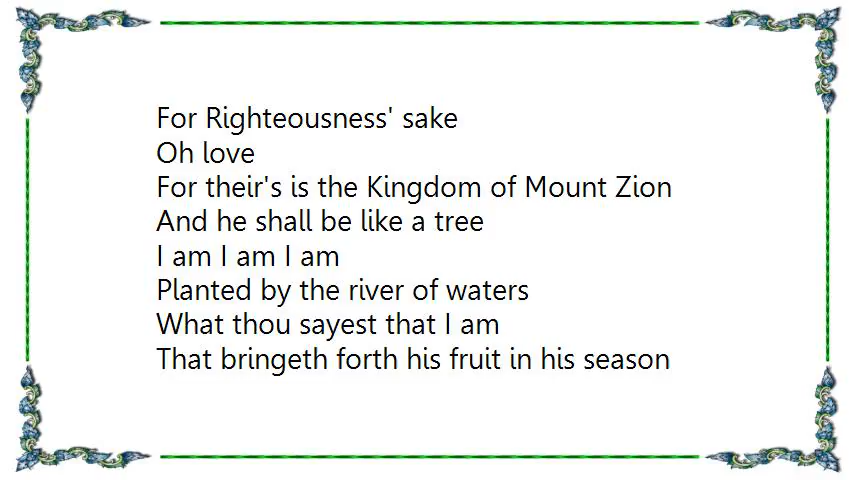 For Righteousness' sake
Oh love
For their's is the Kingdom of Mount Zion
And he shall be like a tree
I am I am I am
Planted by the river of waters
What thou sayest that I am
That bringeth forth his fruit in his season